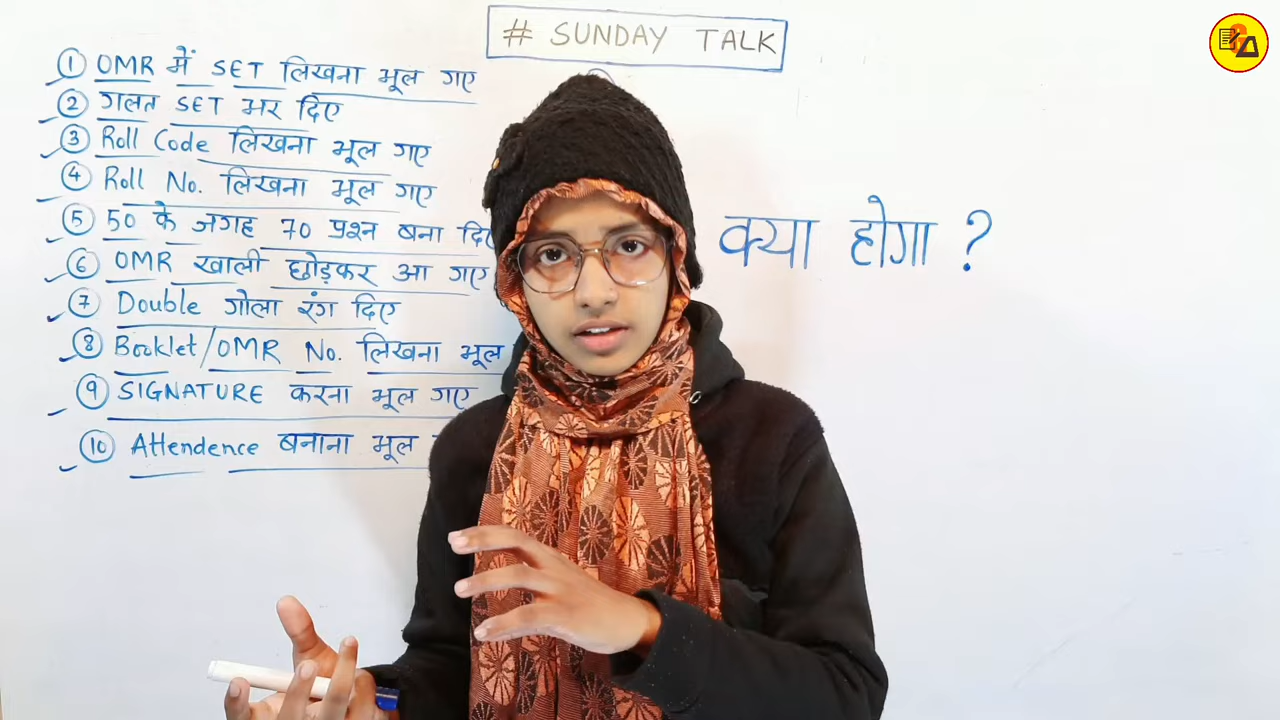 # SUNDAY TALK
① OMR में SET लिखना भूल गए
② गलत SET भर दिए
③ Roll Code लिखना भूल गए
④ Roll No. लिखना भूल गए
⑤ 50 के जगह 70 प्रश्न बना दिए
⑥ OMR खाली छोड़कर आ गए
⑦ Double गोला रंग दिए
⑧ Booklet/OMR No. लिखना भूल
⑨ SIGNATURE करना भूल गए
⑩ Attendence बनाना भूल
क्या होगा ?